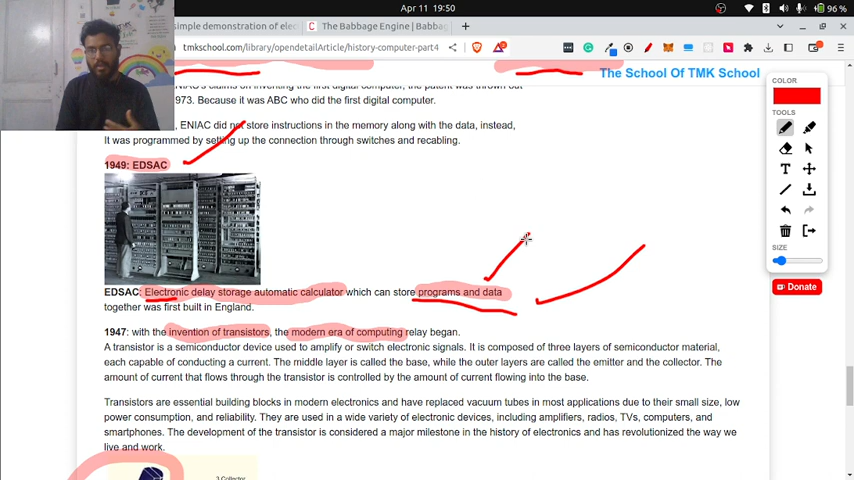 Apr 11 19:50
96 %
simple demonstration of elec
The Babbage Engine | Babbag
tmkschool.com/library/opendetailArticle/history-computer-part4
The School Of TMK School
ENIAC's claims on inventing the first digital computer, the patent was thrown out
973. Because it was ABC who did the first digital computer.
, ENIAC did not store instructions in the memory along with the data, instead,
It was programmed by setting up the connection through switches and recabling.
1949: EDSAC
EDSAC: Electronic delay storage automatic calculator which can store programs and data
together was first built in England.
1947: with the invention of transistors, the modern era of computing relay began.
A transistor is a semiconductor device used to amplify or switch electronic signals. It is composed of three layers of semiconductor material,
each capable of conducting a current. The middle layer is called the base, while the outer layers are called the emitter and the collector. The
amount of current that flows through the transistor is controlled by the amount of current flowing into the base.
Transistors are essential building blocks in modern electronics and have replaced vacuum tubes in most applications due to their small size, low
power consumption, and reliability. They are used in a wide variety of electronic devices, including amplifiers, radios, TVs, computers, and
smartphones. The development of the transistor is considered a major milestone in the history of electronics and has revolutionized the way we
live and work.
3 Collector
COLOR
TOOLS
SIZE
Donate